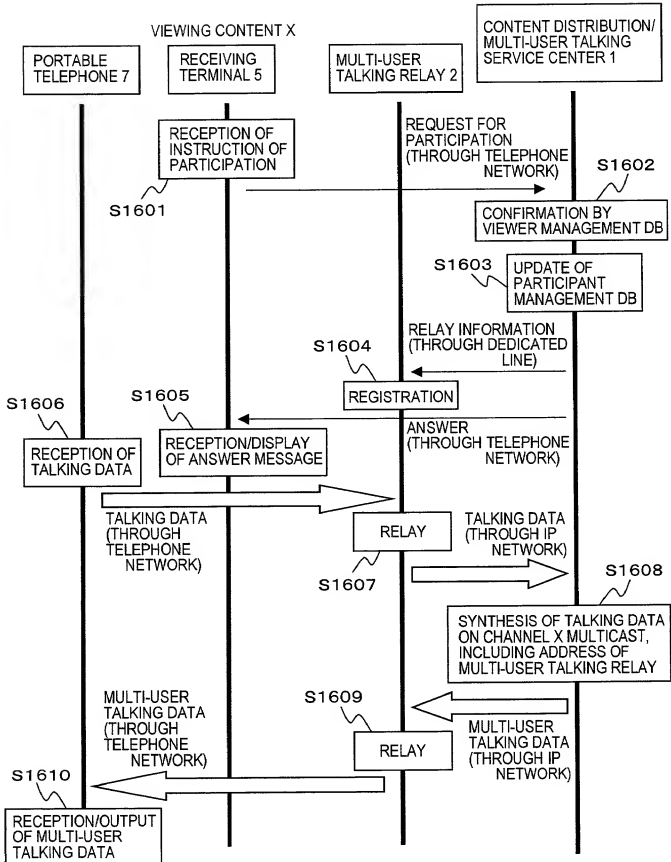 VIEWING CONTENT X
CONTENT DISTRIBUTION/
MULTI-USER TALKING
SERVICE CENTER 1
PORTABLE
TELEPHONE 7
RECEIVING
TERMINAL 5
MULTI-USER
TALKING RELAY 2
RECEPTION OF
INSTRUCTION OF
PARTICIPATION
S1601
REQUEST FOR
PARTICIPATION
(THROUGH TELEPHONE
NETWORK)
S1602
CONFIRMATION BY
VIEWER MANAGEMENT DB
S1603
UPDATE OF
PARTICIPANT
MANAGEMENT DB
RELAY INFORMATION
(THROUGH DEDICATED
LINE)
S1604
REGISTRATION
ANSWER
(THROUGH TELEPHONE
NETWORK)
S1605
RECEPTION/DISPLAY
OF ANSWER MESSAGE
S1606
RECEPTION OF
TALKING DATA
TALKING DATA
(THROUGH
TELEPHONE
NETWORK)
RELAY
S1607
TALKING DATA
(THROUGH IP
NETWORK)
S1608
SYNTHESIS OF TALKING DATA
ON CHANNEL X MULTICAST,
INCLUDING ADDRESS OF
MULTI-USER TALKING RELAY
MULTI-USER
TALKING DATA
(THROUGH IP
NETWORK)
S1609
RELAY
MULTI-USER
TALKING DATA
(THROUGH
TELEPHONE
NETWORK)
S1610
RECEPTION/OUTPUT
OF MULTI-USER
TALKING DATA